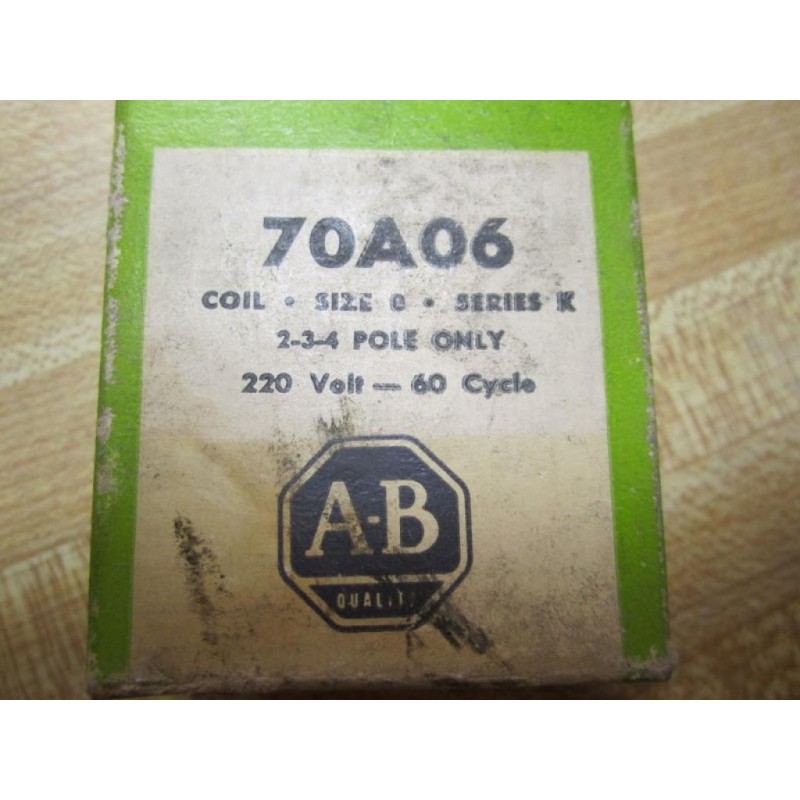 70A06
COIL • SIZE 0 • SERIES K
2-3-4 POLE ONLY
220 Volt — 60 Cycle
A-B
QUALITY